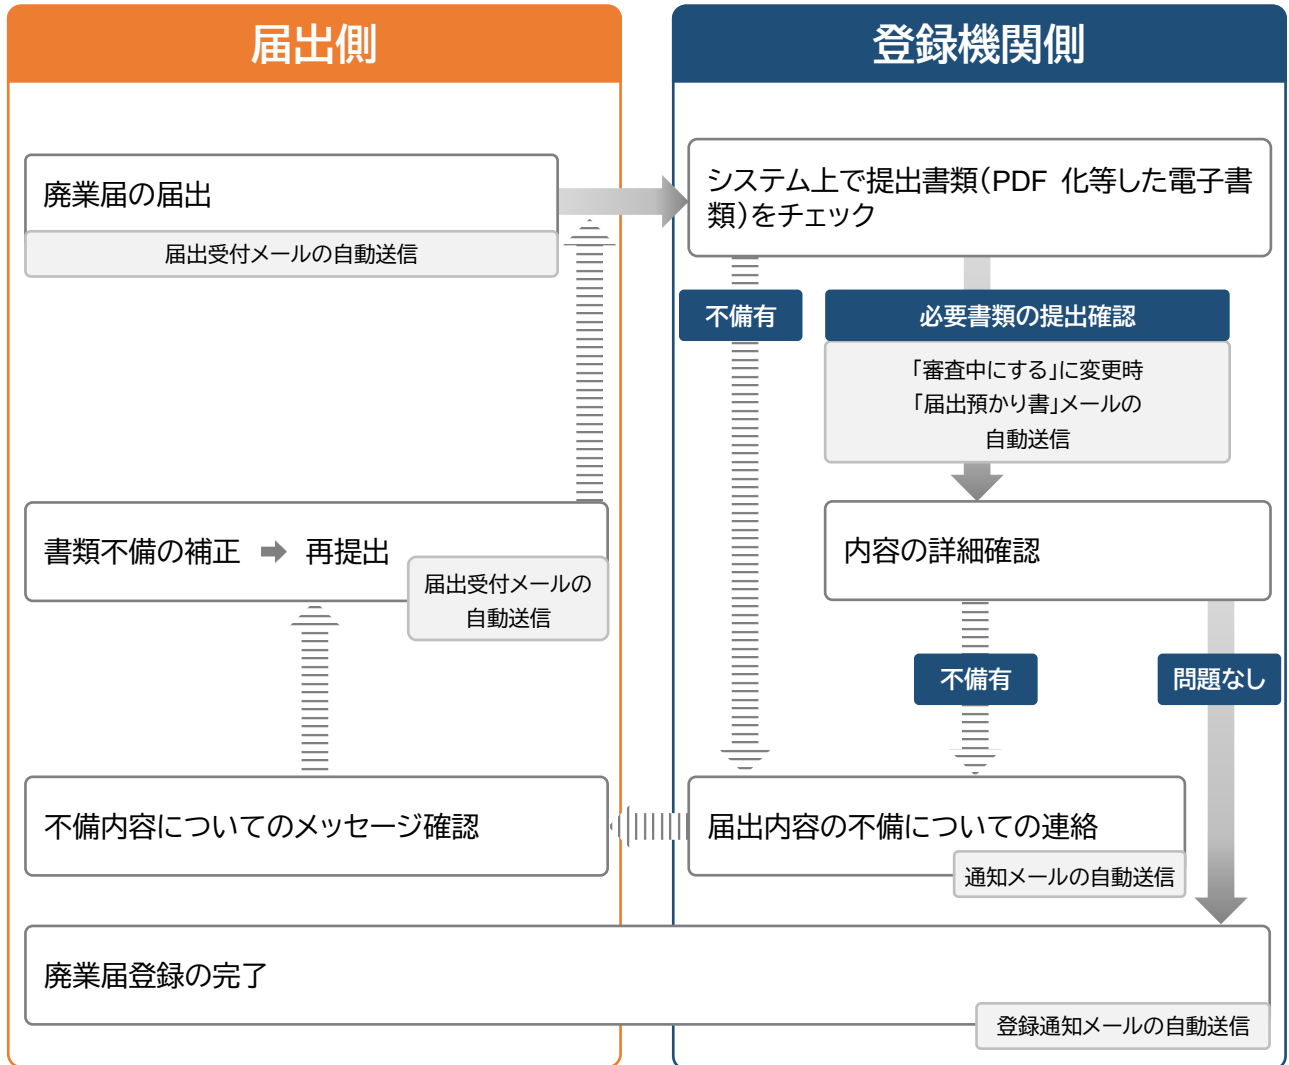 届出側
登録機関側
廃業届の届出
届出受付メールの自動送信
システム上で提出書類(PDF 化等した電子書
類)をチェック
不備有
必要書類の提出確認
「審査中にする」に変更時
「届出預かり書」メールの
自動送信
書類不備の補正 ➡ 再提出
届出受付メールの
自動送信
内容の詳細確認
不備有
問題なし
不備内容についてのメッセージ確認
届出内容の不備についての連絡
通知メールの自動送信
廃業届登録の完了
登録通知メールの自動送信